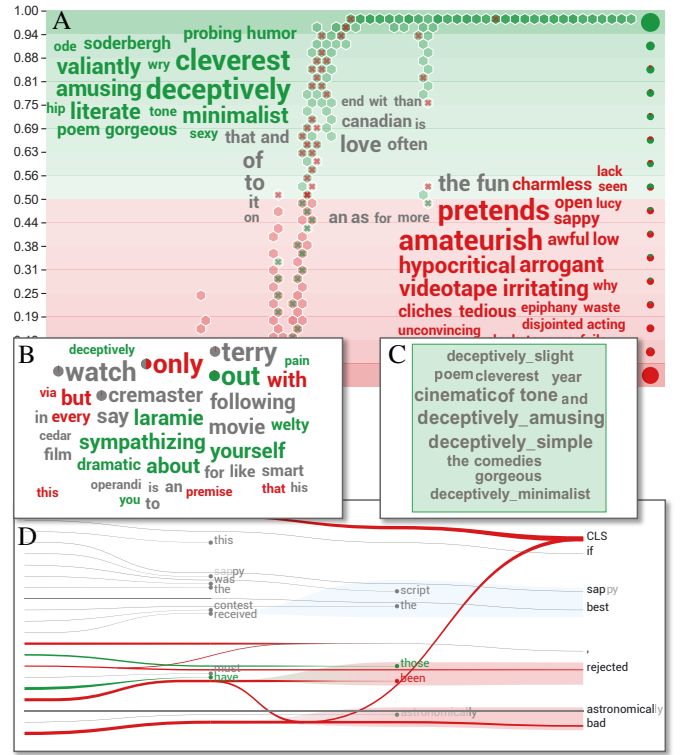 A
1.00
0.94
0.88
0.81
0.75
0.69
0.63
0.56
0.50
0.44
0.38
0.31
0.25
0.19
probing humor
ode soderbergh
valiantly wry cleverest
amusing deceptively
hip literate tone minimalist
poem gorgeous sexy that and
of
to
it
on
end wit than
canadian is
love often
lack
the fun charmless seen
pretends open lucy
an as for more sappy
amateurish awful low
hypocritical arrogant
videotape irritating why
cliches tedious epiphany waste
disjointed acting
unconvincing
B
deceptively terry pain
watch only out with
via but cremaster following
in every say laramie movie welty
cedar sympathizing yourself
film
dramatic about for like smart
operandi is an premise that his
this you to
C
deceptively_slight
poem cleverest year
cinematic of tone and
deceptively_amusing
deceptively_simple
the comedies
gorgeous
deceptively_minimalist
D
CLS
this if
sappy
was
the script sappy
contest the best
received
,
those rejected
must
have been
astronomically astronomically
bad